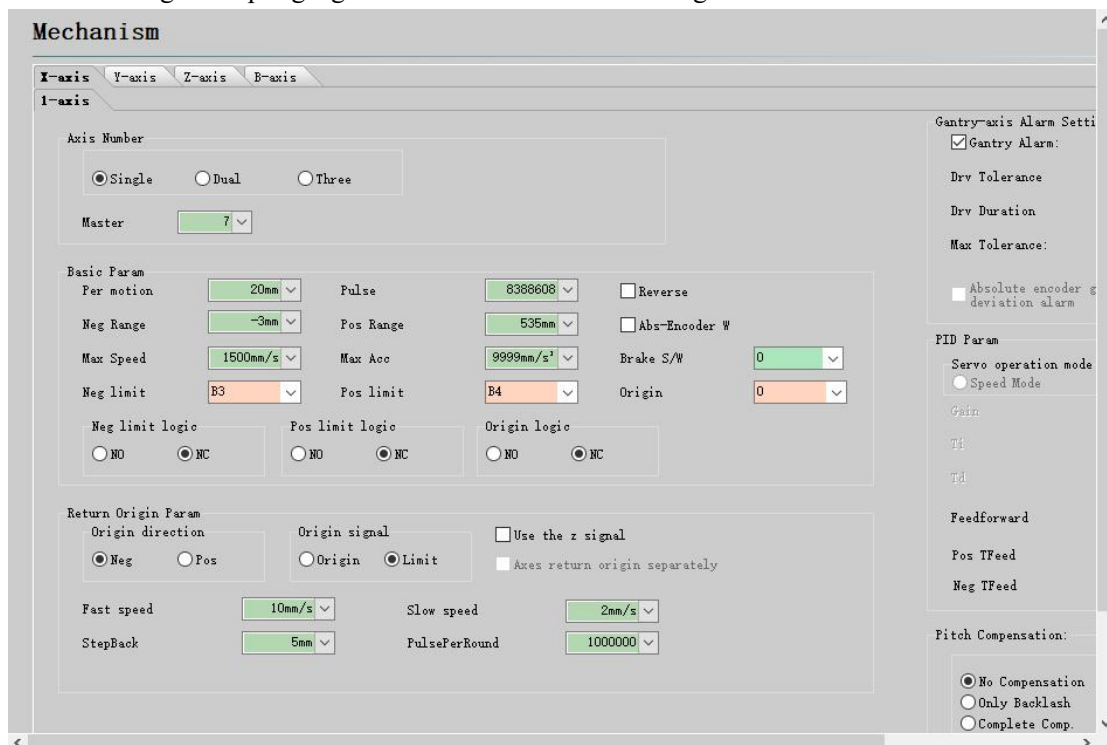 Mechanism
X-axis Y-axis Z-axis B-axis
1-axis
Axis Number
Single Dual Three
Master 7
Basic Param
Per motion 20mm Pulse 8388608 Reverse
Neg Range -3mm Pos Range 535mm Abs-Encoder W
Max Speed 1500mm/s Max Acc 9999mm/s² Brake S/W 0
Neg limit B3 Pos limit B4 Origin 0
Neg limit logic Pos limit logic Origin logic
NO NC NO NC NO NC
Return Origin Param
Origin direction Origin signal Use the z signal
Neg Pos Origin Limit Axes return origin separately
Fast speed 10mm/s Slow speed 2mm/s
StepBack 5mm PulsePerRound 1000000
Gantry-axis Alarm Setti
Gantry Alarm:
Drv Tolerance
Drv Duration
Max Tolerance:
Absolute encoder g
deviation alarm
PID Param
Servo operation mode
Speed Mode
Gain
Ti
Td
Feedforward
Pos TFeed
Neg TFeed
Pitch Compensation:
No Compensation
Only Backlash
Complete Comp.